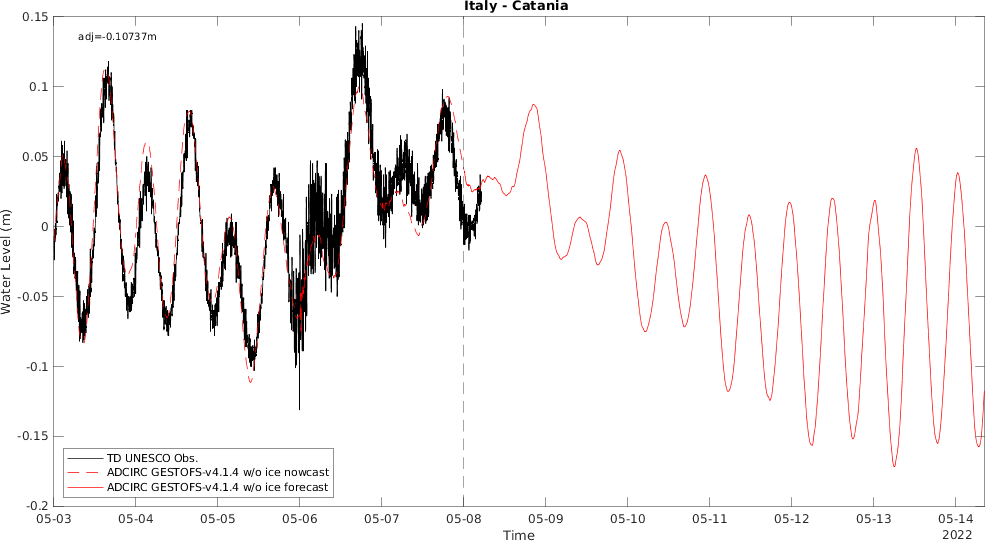 Italy - Catania
adj=-0.10737m
0.15
0.1
0.05
0
-0.05
-0.1
-0.15
-0.2
Water Level (m)
TD UNESCO Obs.
ADCIRC GESTOFS-v4.1.4 w/o ice nowcast
ADCIRC GESTOFS-v4.1.4 w/o ice forecast
05-03 05-04 05-05 05-06 05-07 05-08 05-09 05-10 05-11 05-12 05-13 05-14
Time
2022